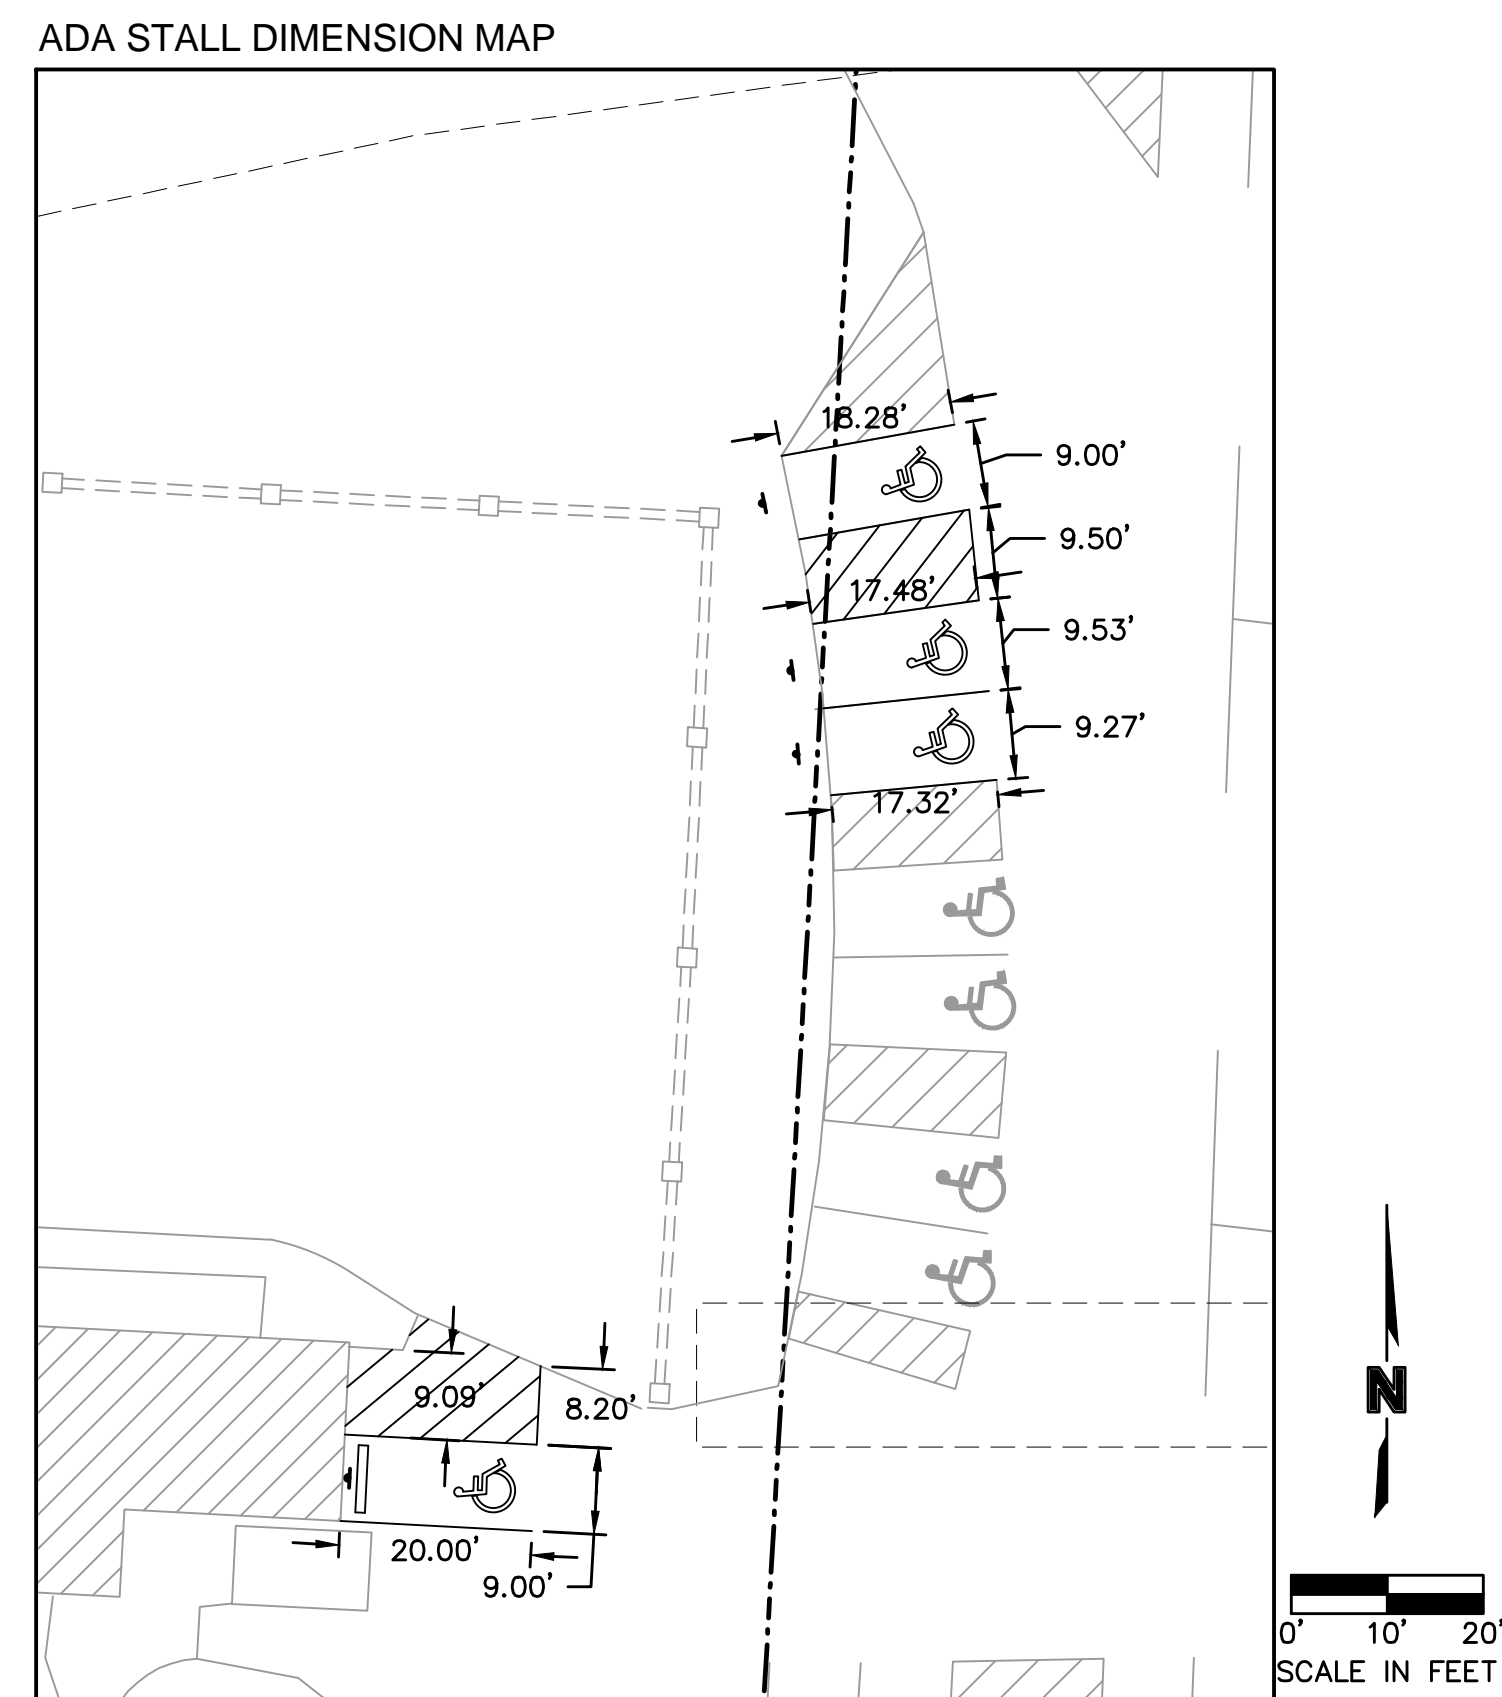 ADA STALL DIMENSION MAP
18.28’
9.00’
9.50’
17.48’
9.53’
9.27’
17.32’
9.09’
8.20’
20.00’
9.00’
N
0’ 10’ 20’
SCALE IN FEET